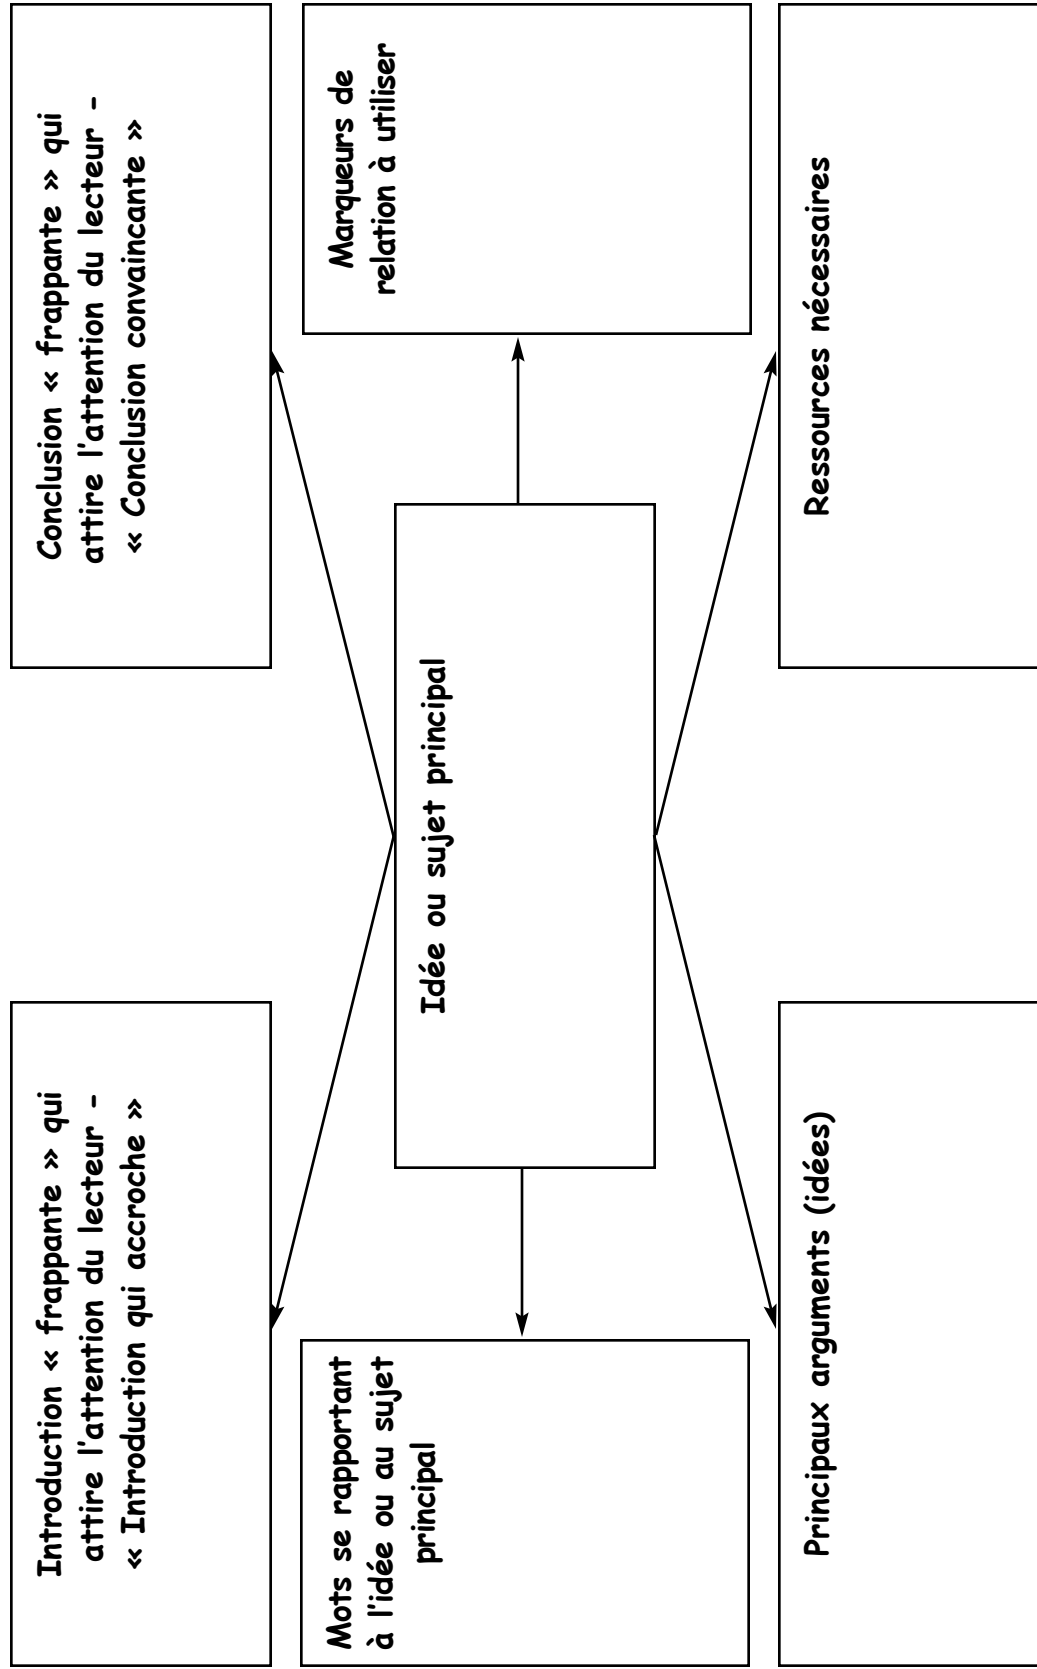 Introduction « frappante » qui
attire l'attention du lecteur –
« Introduction qui accroche »
Conclusion « frappante » qui
attire l'attention du lecteur –
« Conclusion convaincante »
Mots se rapportant
à l'idée ou au sujet
principal
Idée ou sujet principal
Marqueurs de
relation à utiliser
Principaux arguments (idées)
Ressources nécessaires